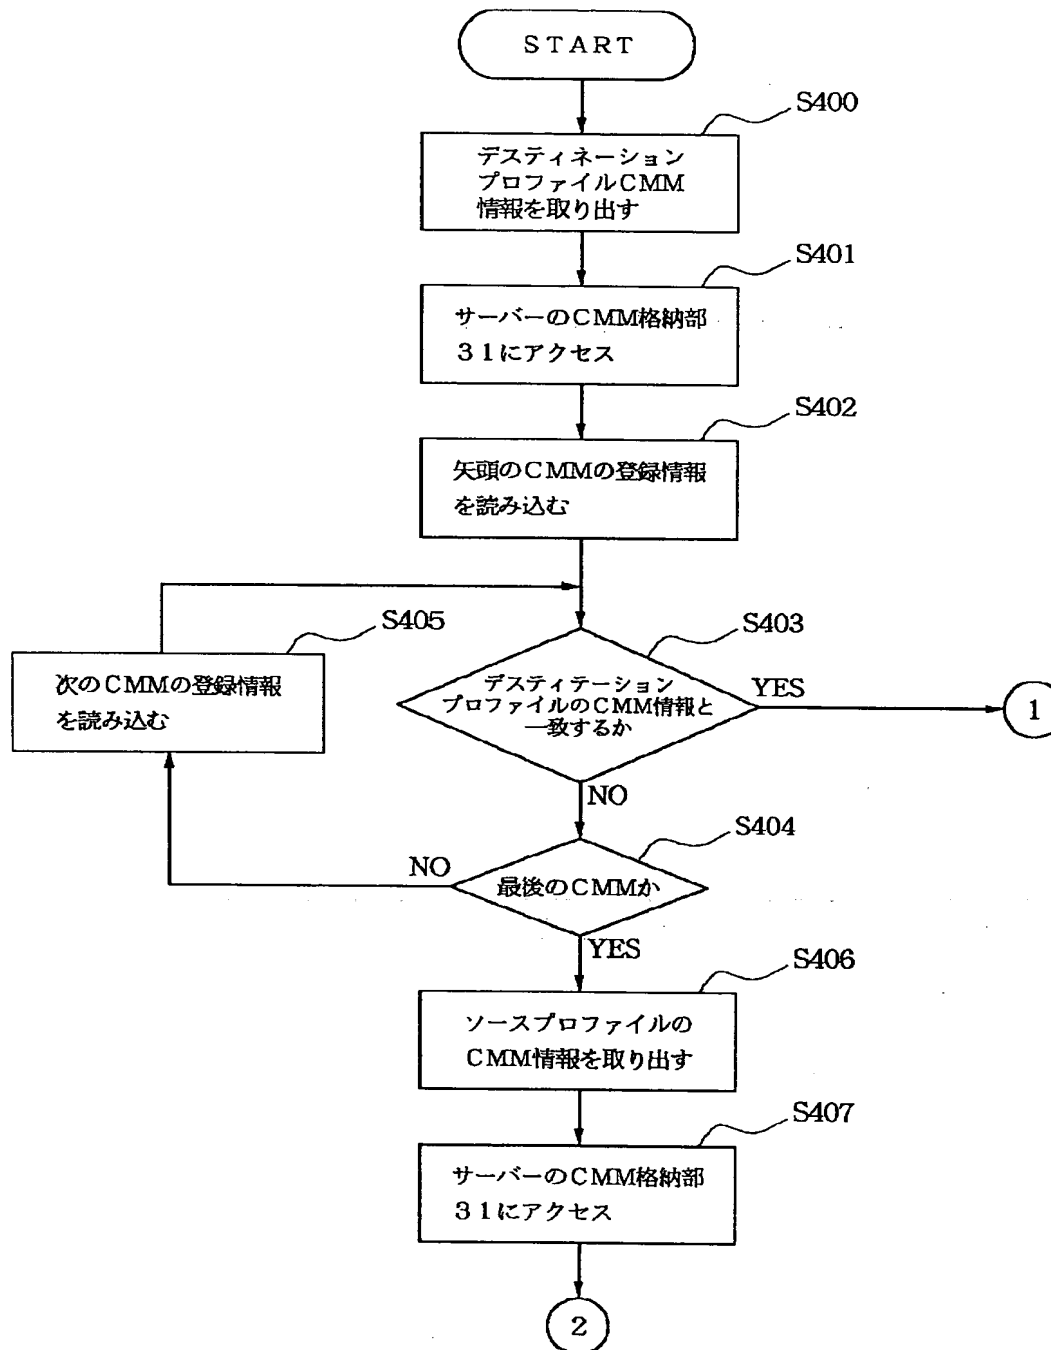 START
S400
デスティネーション
プロファイルCMM
情報を取り出す
S401
サーバーのCMM格納部
31にアクセス
S402
矢頭のCMMの登録情報
を読み込む
S405
次のCMMの登録情報
を読み込む
S403
デスティテーション
プロファイルのCMM情報と
一致するか
YES
1
NO
S404
最後のCMMか
NO
YES
S406
ソースプロファイルの
CMM情報を取り出す
S407
サーバーのCMM格納部
31にアクセス
2